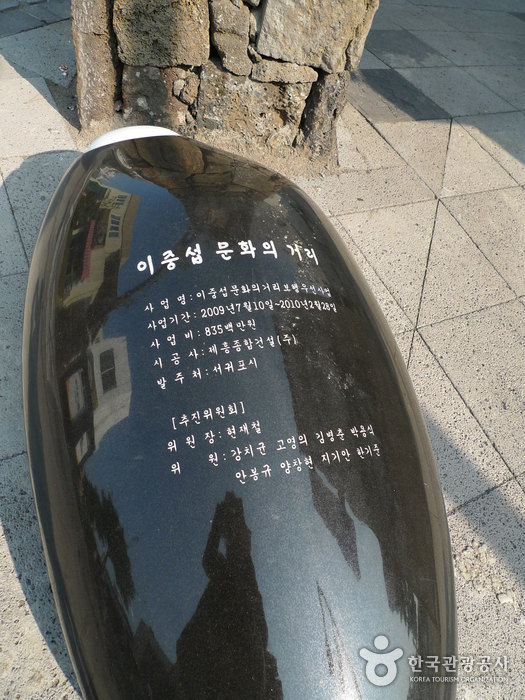 이중섭 문화의 거리
사 업 명 : 이중섭문화의거리보행우선사업
사업기간 : 2009년7월10일~2010년2월28일
사 업 비 : 835백만원
시 공 사 : 제흥종합건설(주)
발 주 처 : 서귀포시
[추진위원회]
위 원 장 : 현재철
위 원 : 강치균 고영의 김병춘 박용식
안봉규 양창현 지기안 한기준
한국관광공사
KOREA TOURISM ORGANIZATION